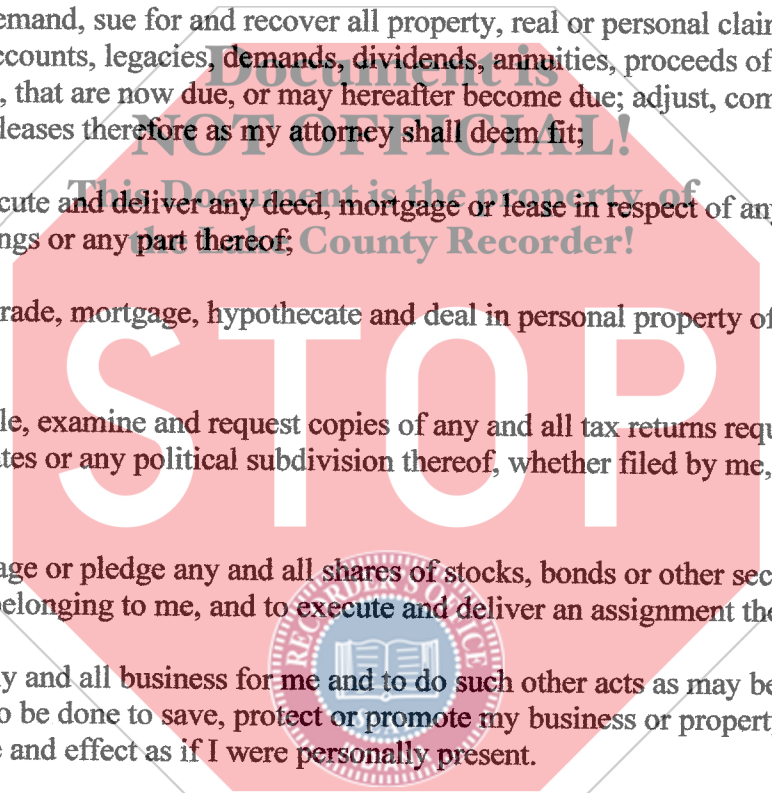 emand, sue for and recover all property, real or personal clair
ccounts, legacies, demands, dividends, annuities, proceeds of
Document is
, that are now due, or may hereafter become due; adjust, com
leases therefore as my attorney shall deem fit;
NOT OFFICIAL!
This Document is the property of
cute and deliver any deed, mortgage or lease in respect of any
ngs or any part thereof;
the Lake County Recorder!
rade, mortgage, hypothecate and deal in personal property of
STOP
le, examine and request copies of any and all tax returns requ
tes or any political subdivision thereof, whether filed by me,
age or pledge any and all shares of stocks, bonds or other sec
belonging to me, and to execute and deliver an assignment the
RECORDER'S OFFICE
y and all business for me and to do such other acts as may be
o be done to save, protect or promote my business or property
e and effect as if I were personally present.